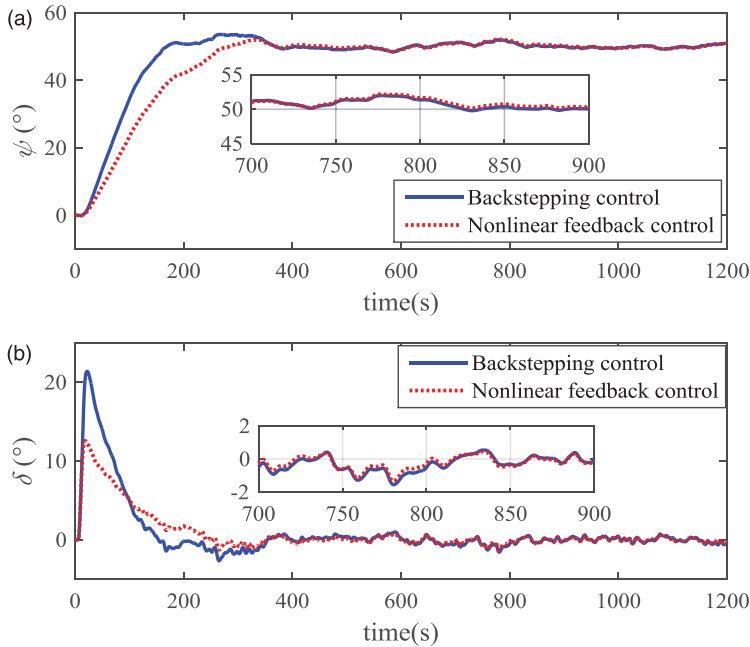 (a)
60
40
20
0
ψ (°)
55
50
45
700 750 800 850 900
Backstepping control
Nonlinear feedback control
0 200 400 600 800 1000 1200
time(s)
(b)
20
10
0
δ (°)
Backstepping control
Nonlinear feedback control
2
0
-2
700 750 800 850 900
0 200 400 600 800 1000 1200
time(s)